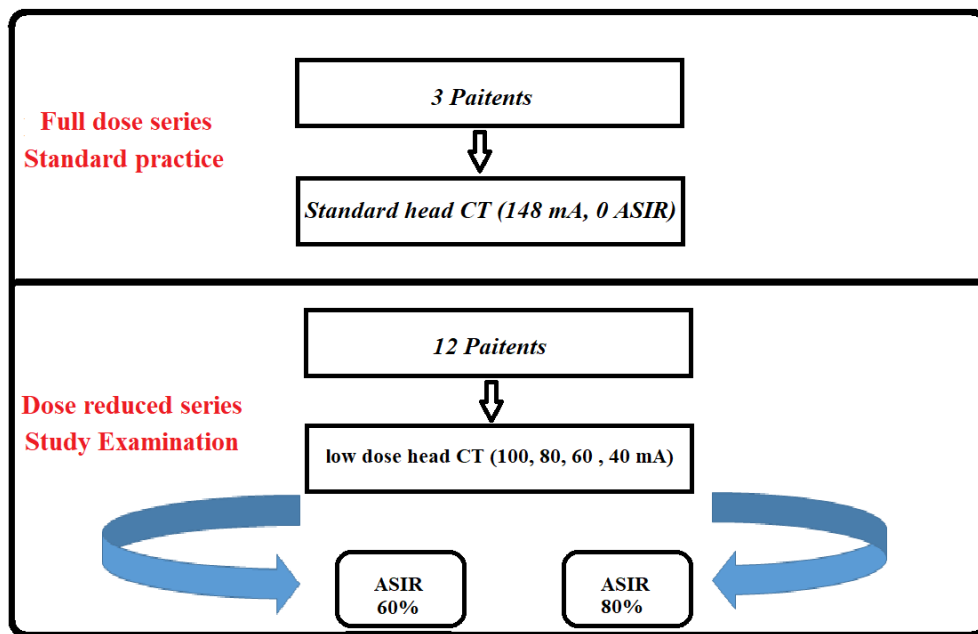 3 Paitents
Full dose series
Standard practice
Standard head CT (148 mA, 0 ASIR)
12 Paitents
Dose reduced series
Study Examination
low dose head CT (100, 80, 60 , 40 mA)
ASIR
60%
ASIR
80%